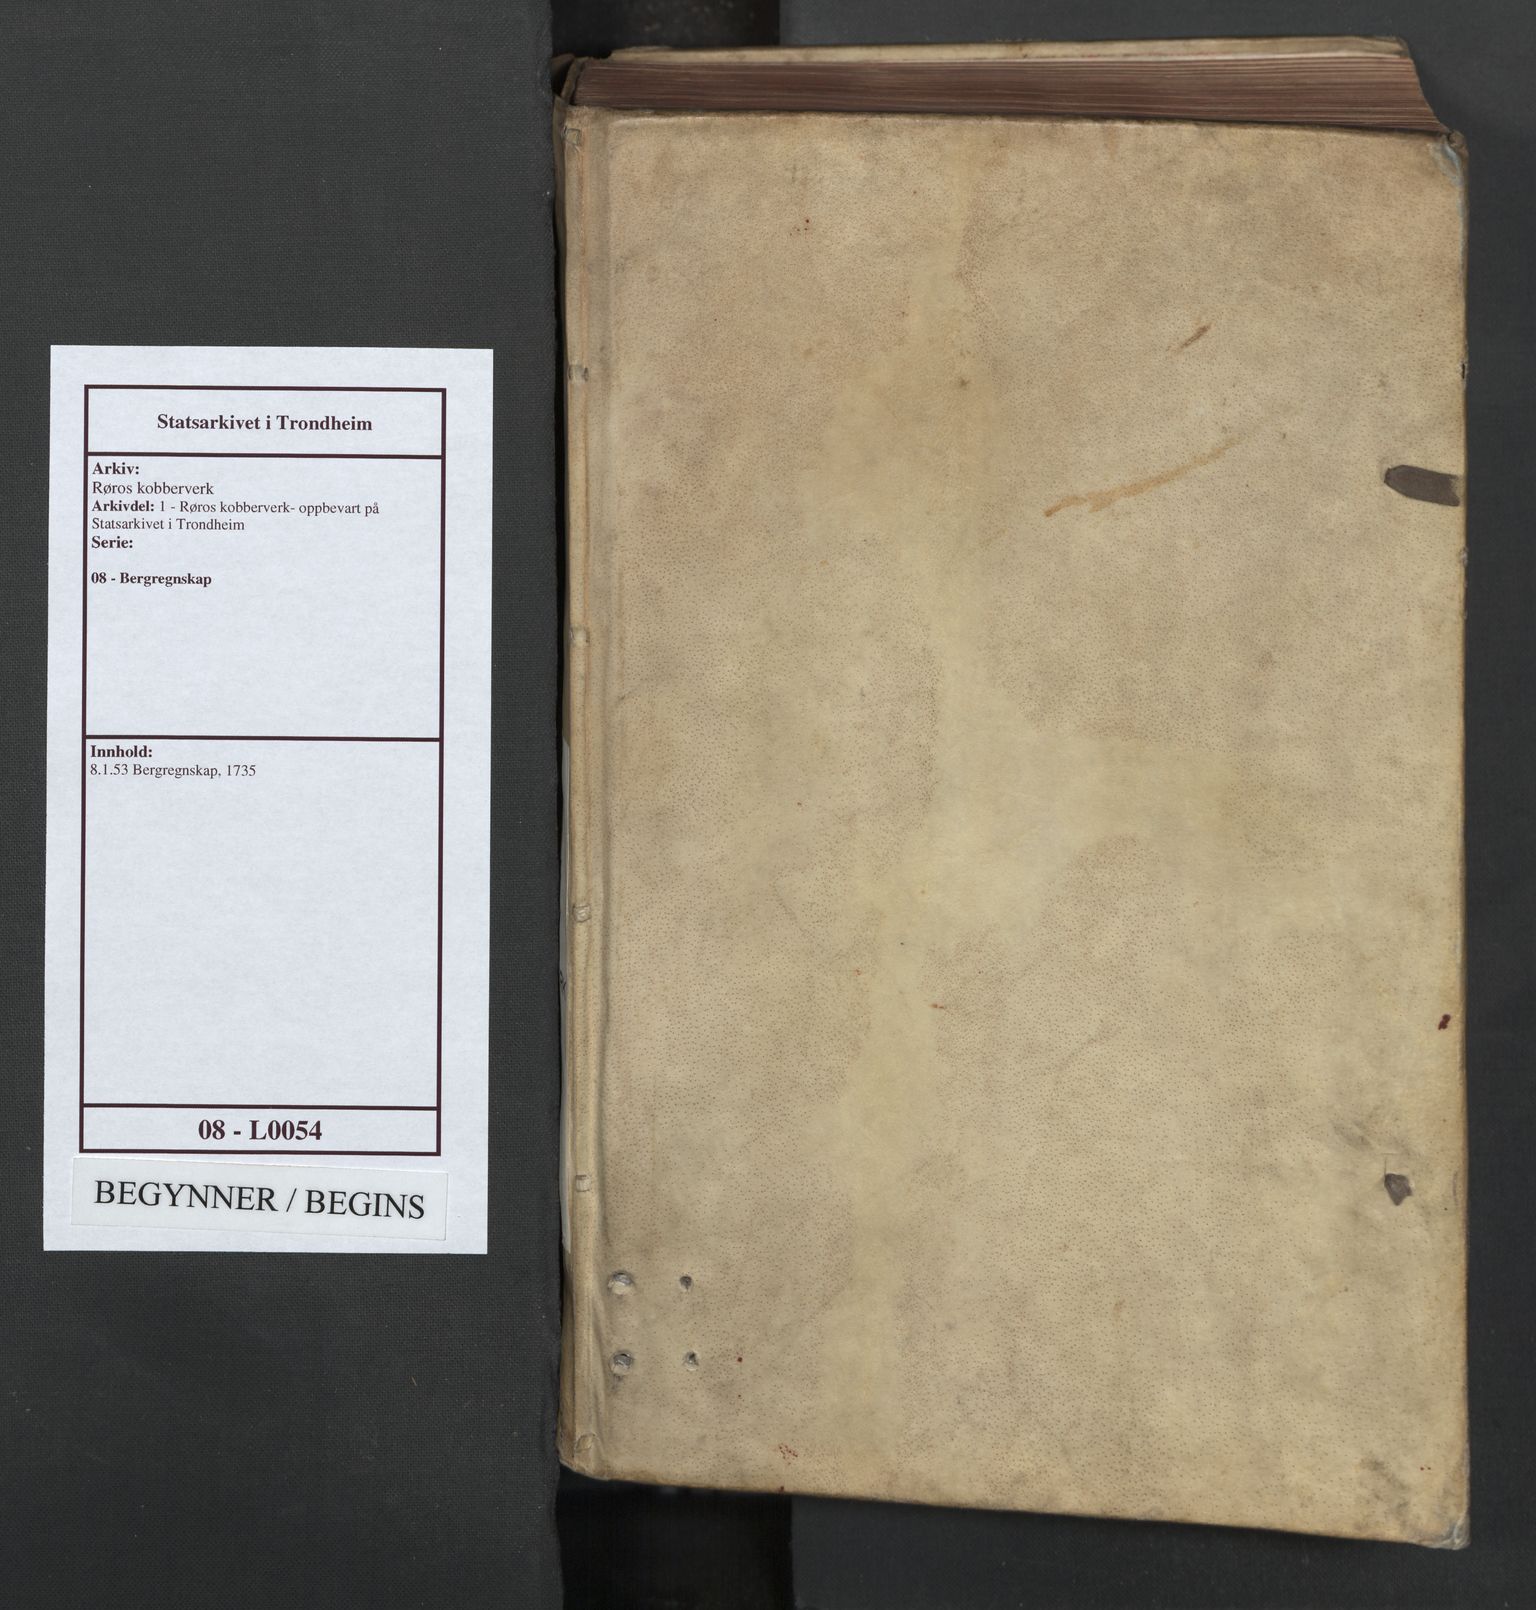 Statsarkivet i Trondheim
Arkiv:
Røros kobberverk
Arkivdel: 1 - Røros kobberverk- oppbevart på
Statsarkivet i Trondheim
Serie:
08 - Bergregnskap
Innhold:
8.1.53 Bergregnskap, 1735
08 - L0054
BEGYNNER / BEGINS